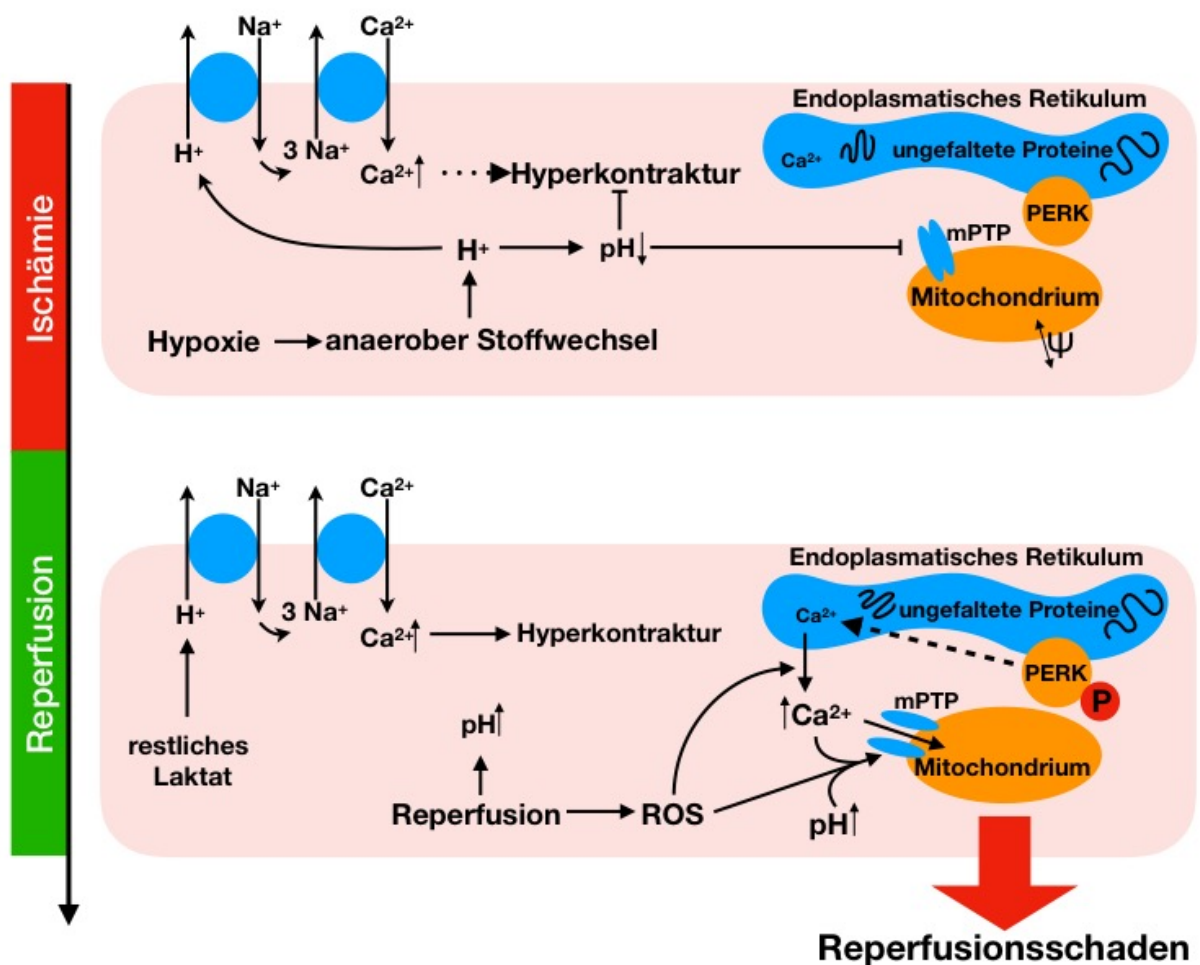 Ischämie
Na⁺
Ca²⁺
H⁺
3 Na⁺
Ca²⁺↑
Hyperkontraktur
H⁺
pH↓
Hypoxie
anaerober Stoffwechsel
Endoplasmatisches Retikulum
Ca²⁺
ungefaltete Proteine
PERK
mPTP
Mitochondrium
Ψ
Reperfusion
Na⁺
Ca²⁺
H⁺
3 Na⁺
Ca²⁺↑
Hyperkontraktur
restliches
Laktat
pH↑
Reperfusion
ROS
Endoplasmatisches Retikulum
Ca²⁺
ungefaltete Proteine
PERK
P
↑Ca²⁺
mPTP
Mitochondrium
pH↑
Reperfusionsschaden